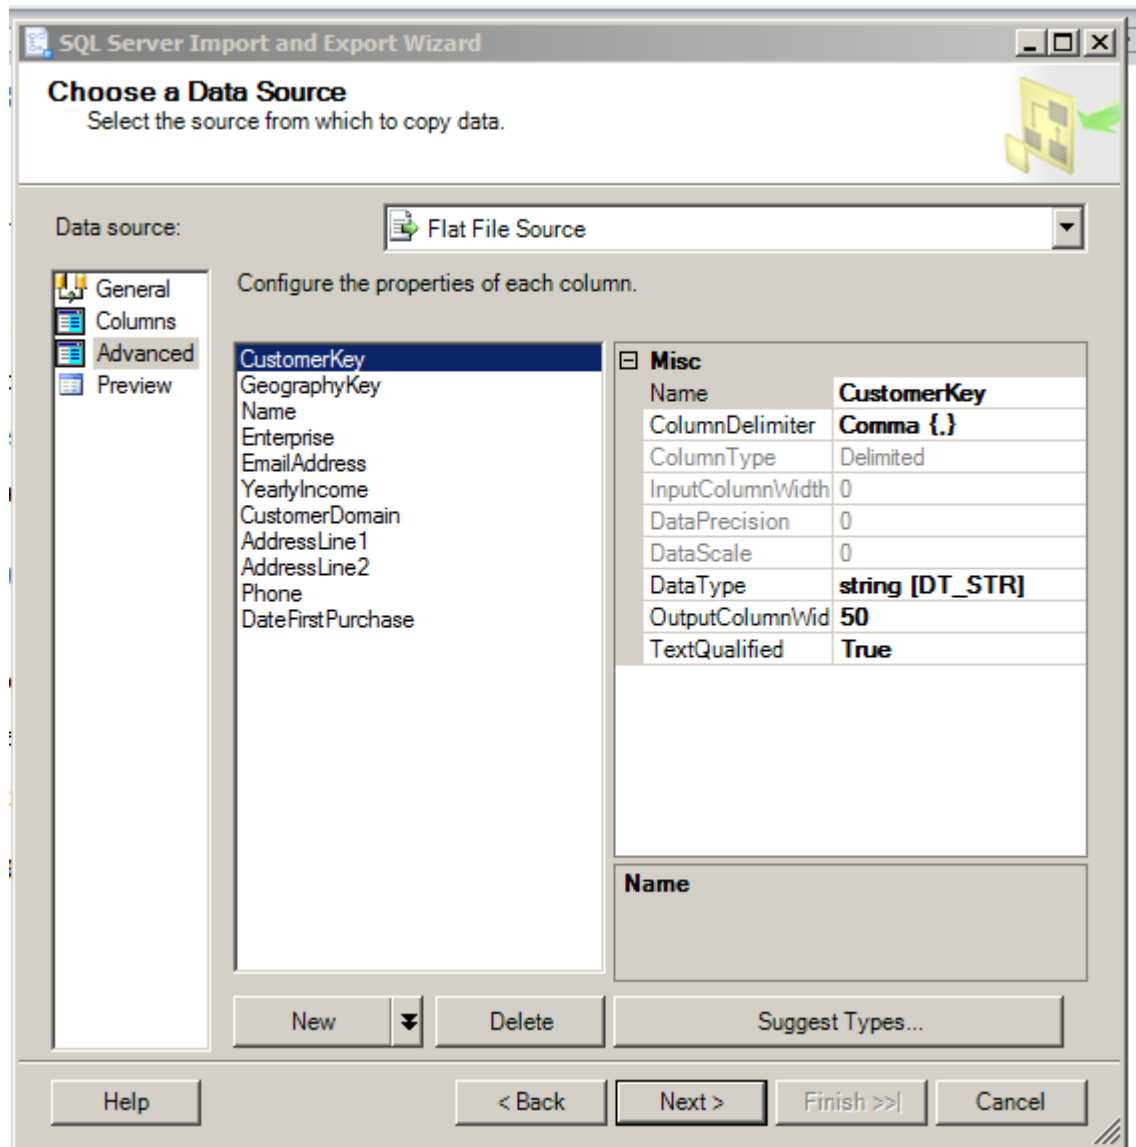 SQL Server Import and Export Wizard
Choose a Data Source
Select the source from which to copy data.
Data source:
Flat File Source
General
Columns
Advanced
Preview
Configure the properties of each column.
CustomerKey
GeographyKey
Name
Enterprise
EmailAddress
YearlyIncome
CustomerDomain
AddressLine1
AddressLine2
Phone
DateFirstPurchase
Misc
Name CustomerKey
ColumnDelimiter Comma {,}
ColumnType Delimited
InputColumnWidth 0
DataPrecision 0
DataScale 0
DataType string [DT_STR]
OutputColumnWid 50
TextQualified True
Name
New
Delete
Suggest Types...
Help
< Back
Next >
Finish >>|
Cancel